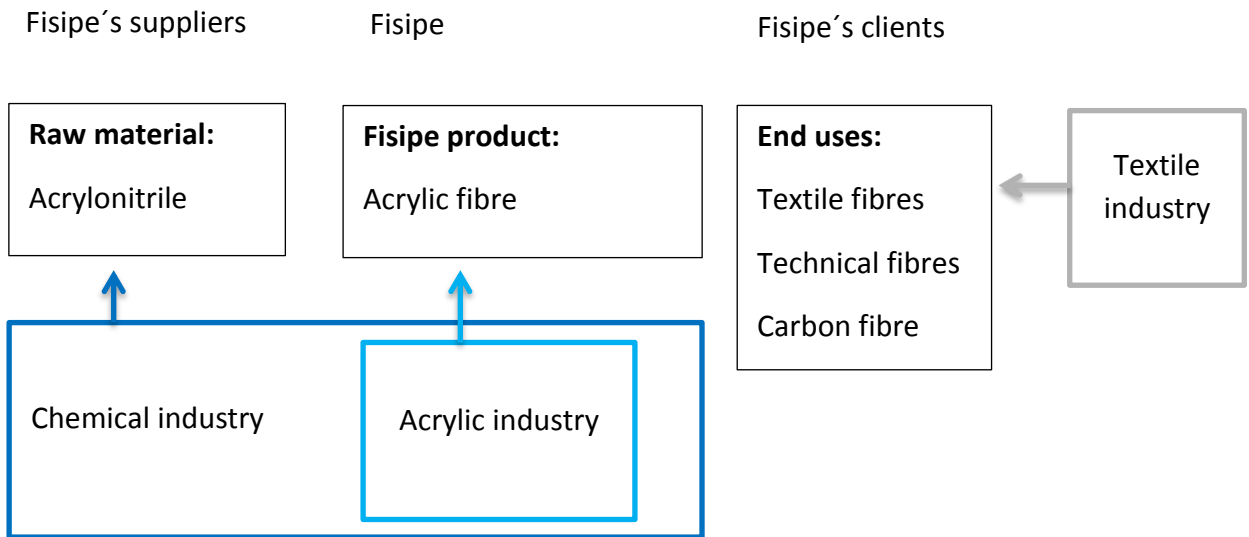 Fisipe´s suppliers
Fisipe
Fisipe´s clients
Raw material:
Acrylonitrile
Fisipe product:
Acrylic fibre
End uses:
Textile fibres
Technical fibres
Carbon fibre
Textile
industry
Chemical industry
Acrylic industry